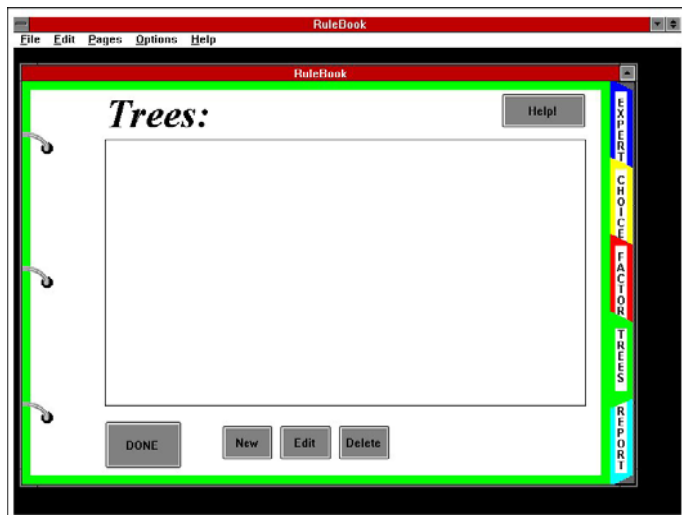 RuleBook
File Edit Pages Options Help
RuleBook
Trees:
Help!
EXPERT
CHOICE
FACTOR
TREES
REPORT
DONE New Edit Delete